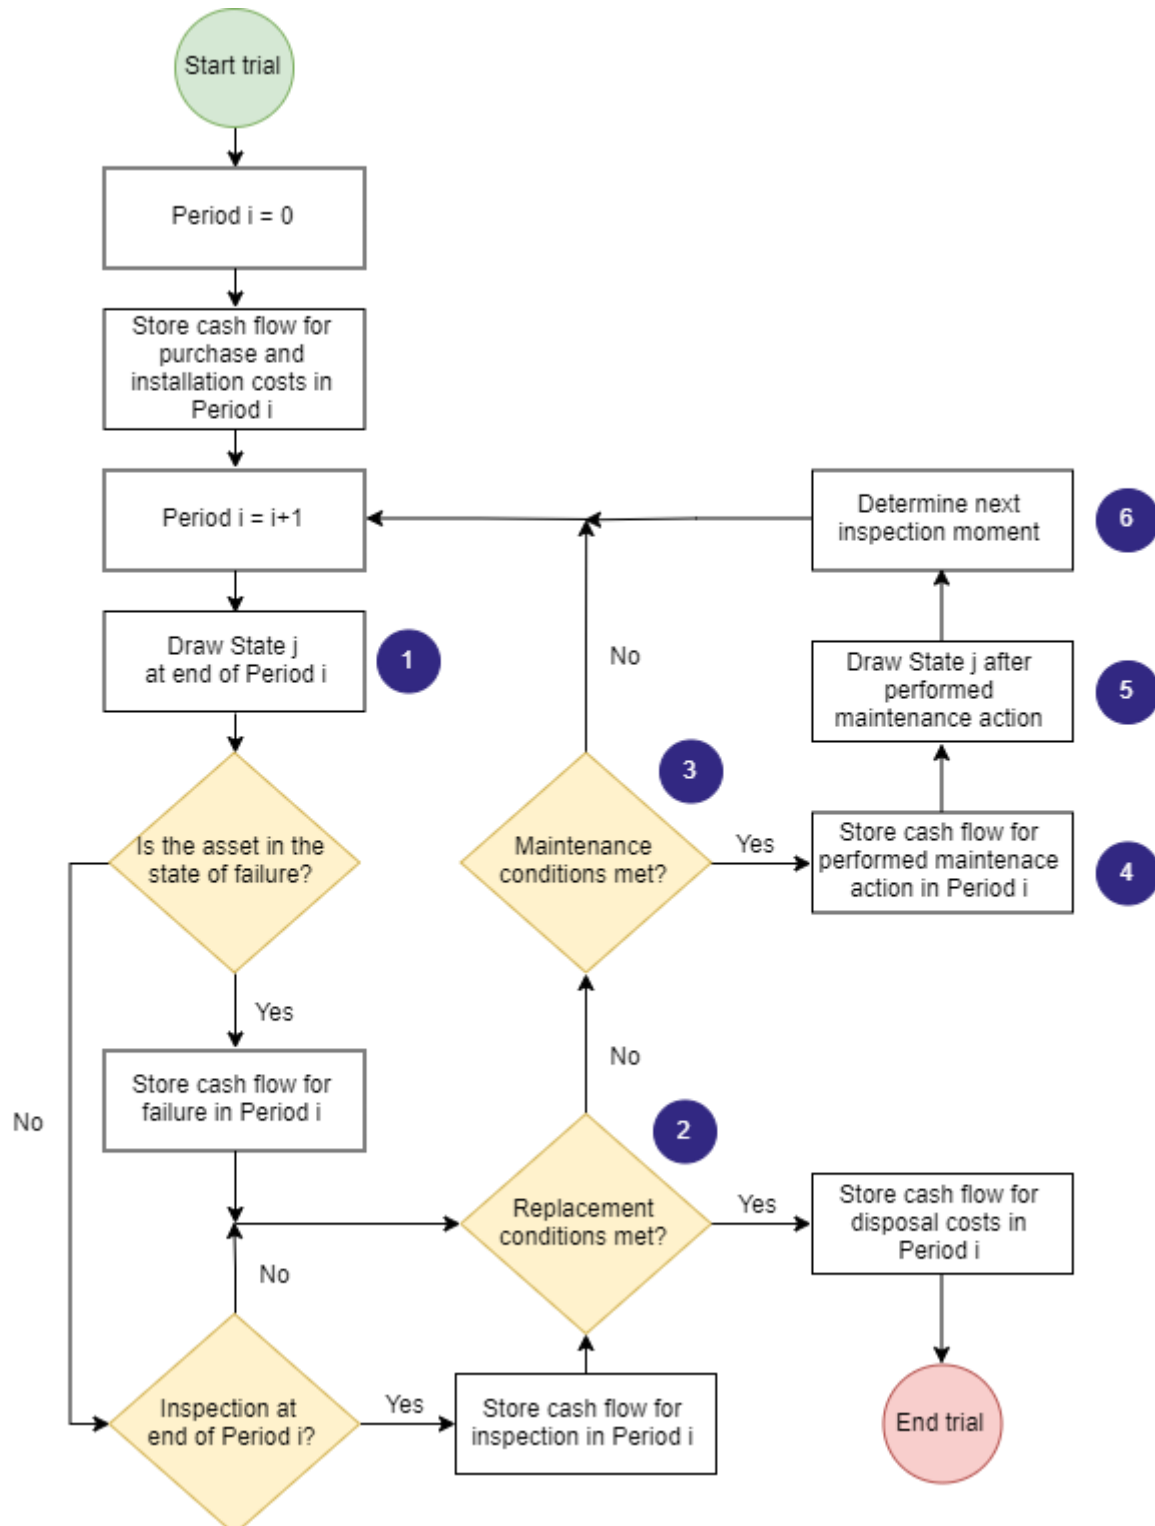 Start trial
Period i = 0
Store cash flow for
purchase and
installation costs in
Period i
Period i = i+1
Determine next
inspection moment
6
Draw State j
at end of Period i
1
No
Draw State j after
performed
maintenance action
5
3
Is the asset in the
state of failure?
Maintenance
conditions met?
Yes
Store cash flow for
performed maintenace
action in Period i
4
Yes
No
Store cash flow for
failure in Period i
No
2
Replacement
conditions met?
Yes
Store cash flow for
disposal costs in
Period i
No
Inspection at
end of Period i?
Yes
Store cash flow for
inspection in Period i
End trial